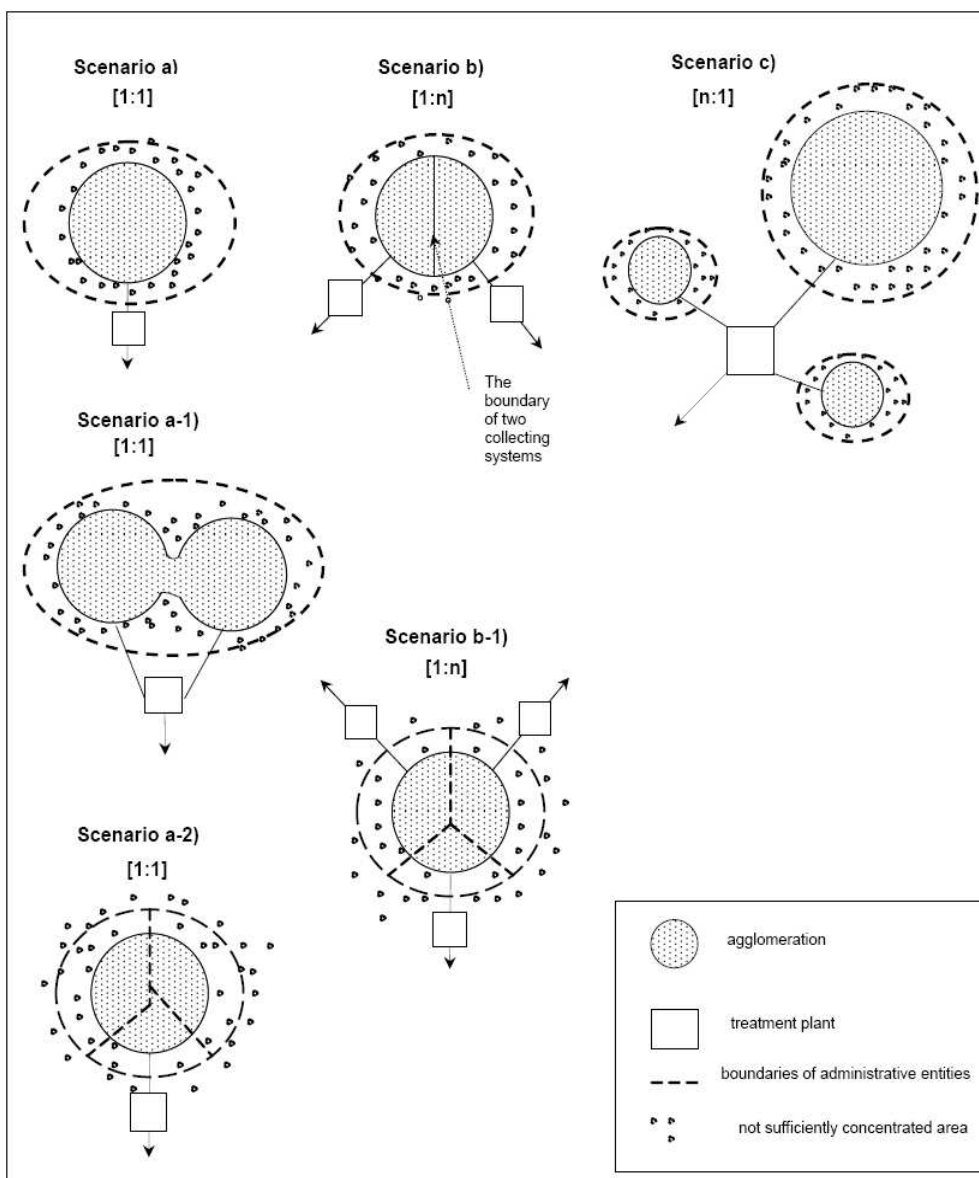 Scenario a)
[1:1]
Scenario b)
[1:n]
Scenario c)
[n:1]
The
boundary
of two
collecting
systems
Scenario a-1)
[1:1]
Scenario b-1)
[1:n]
Scenario a-2)
[1:1]
agglomeration
treatment plant
boundaries of administrative entities
not sufficiently concentrated area